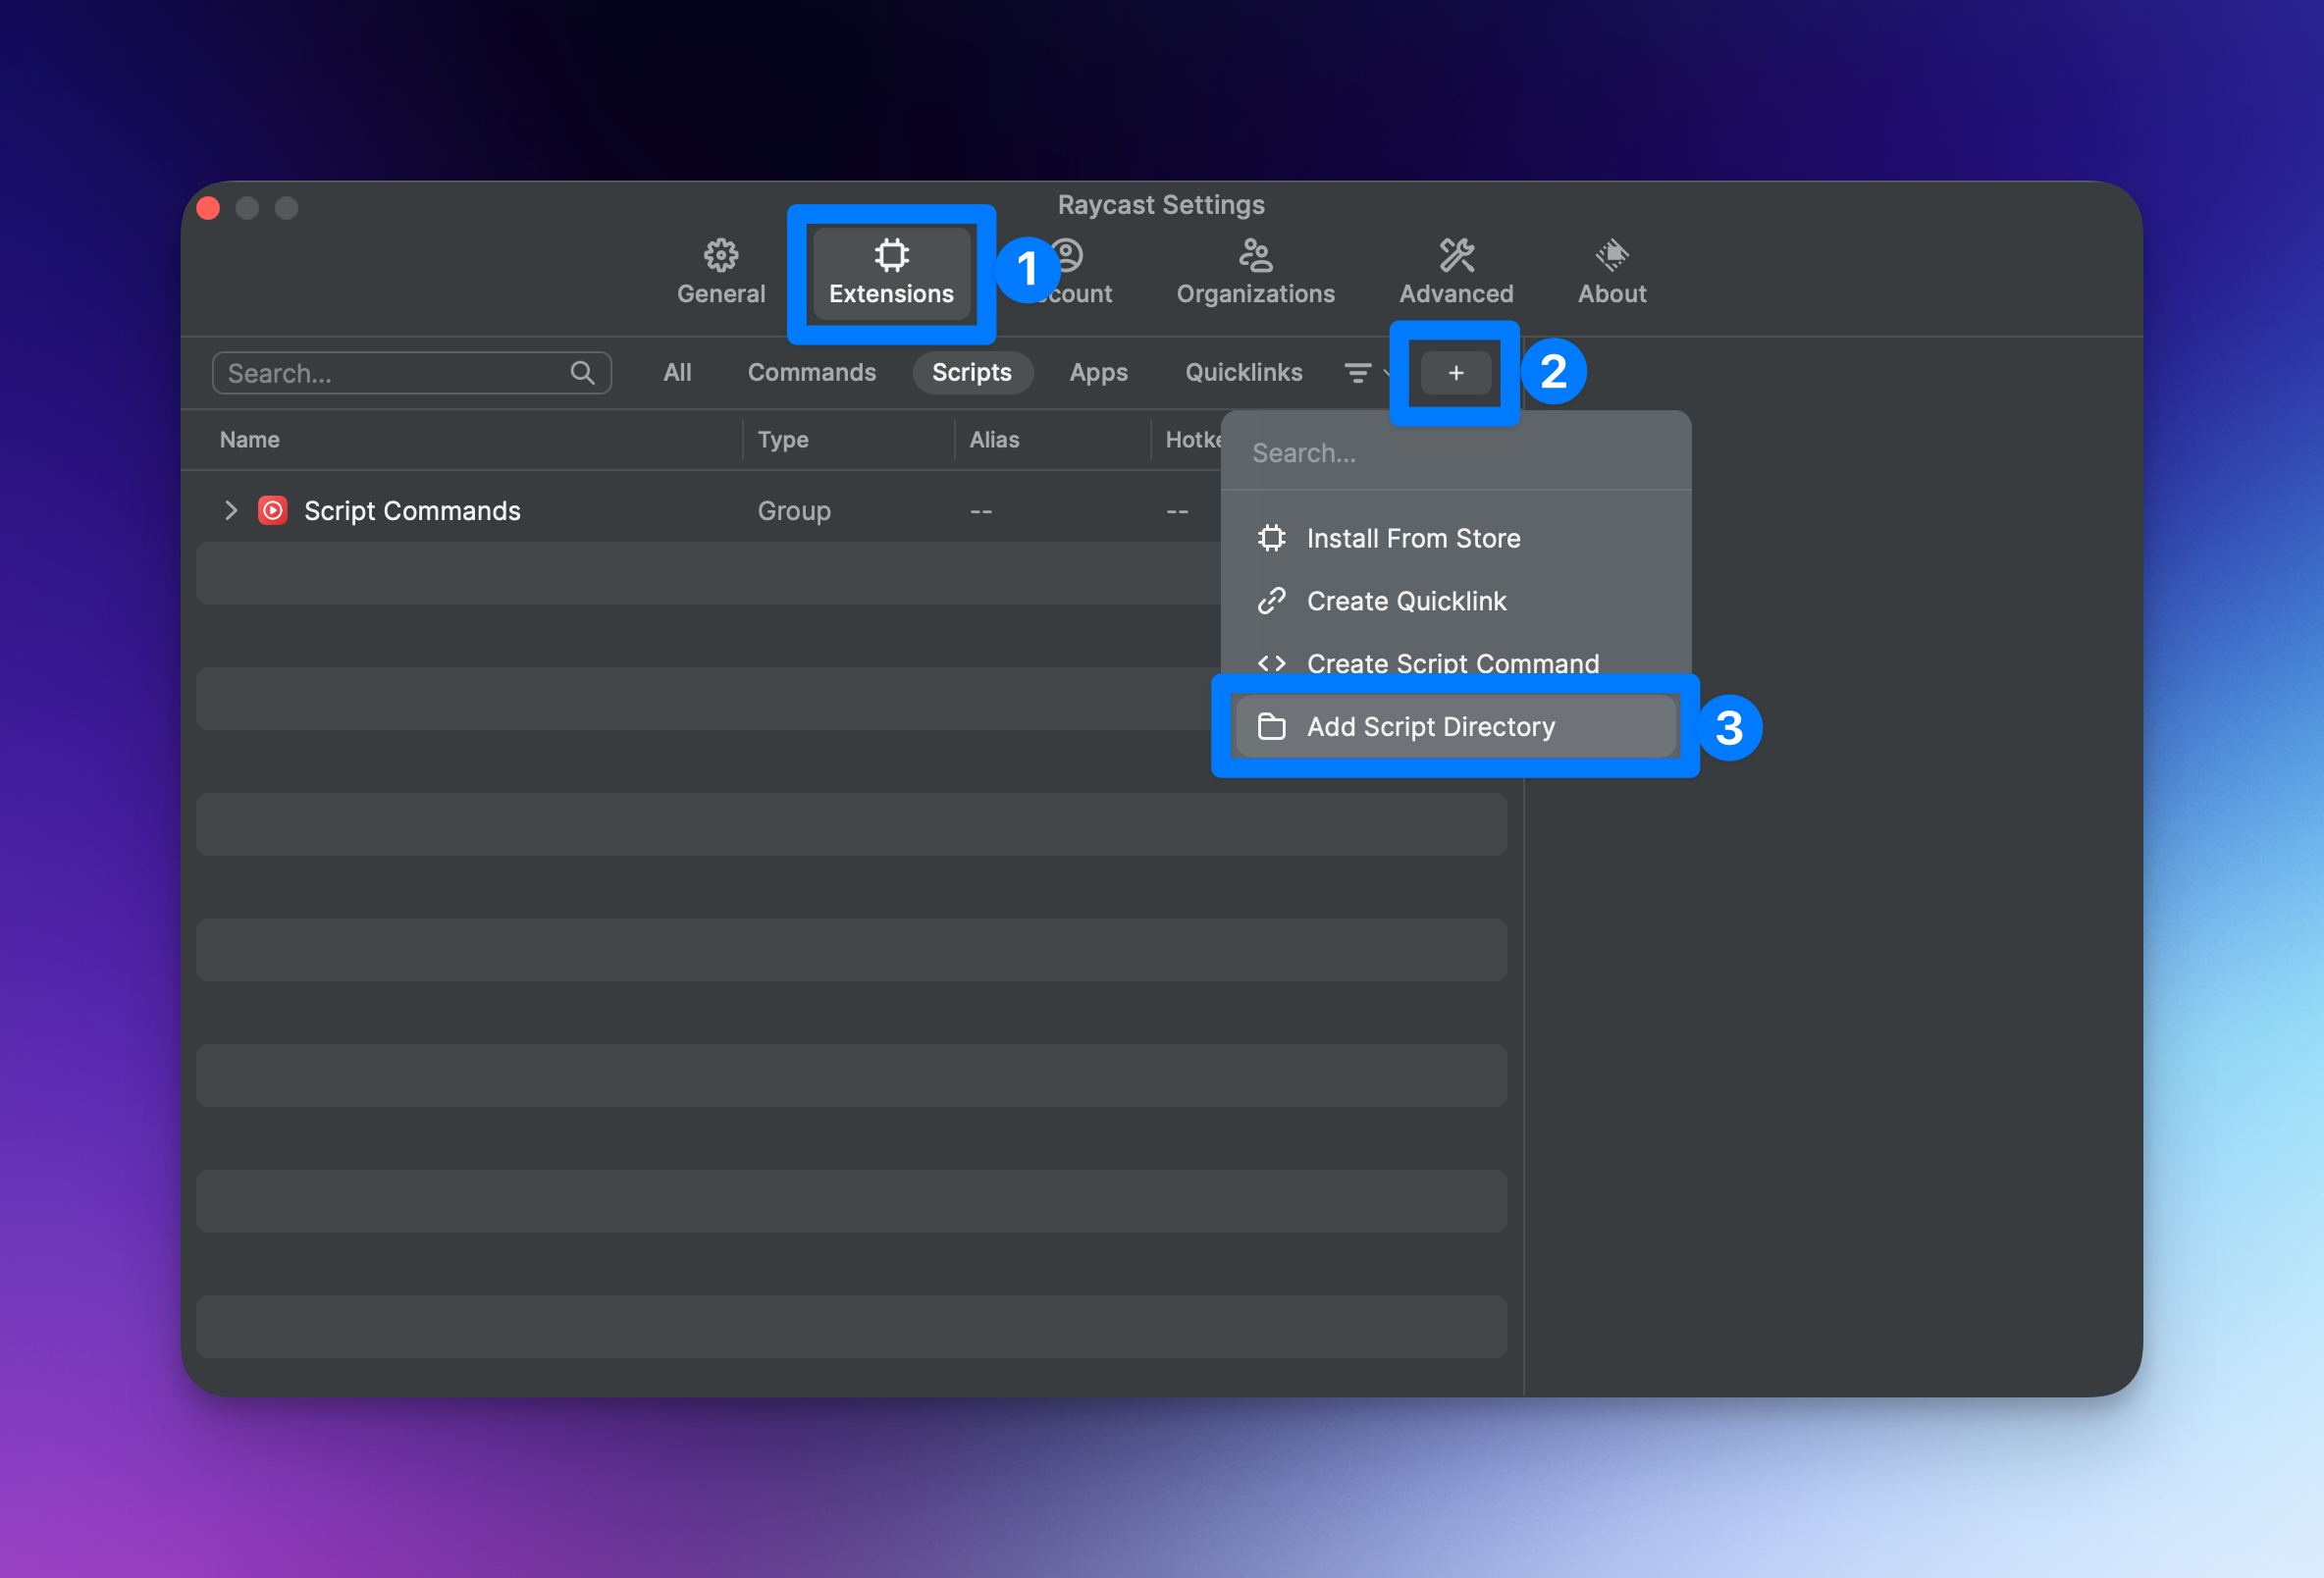 Raycast Settings
General
Extensions
1
count
Organizations
Advanced
About
Search...
All
Commands
Scripts
Apps
Quicklinks
+
2
Name
Type
Alias
Hotke
Search...
Script Commands
Group
--
--
Install From Store
Create Quicklink
Create Script Command
Add Script Directory
3